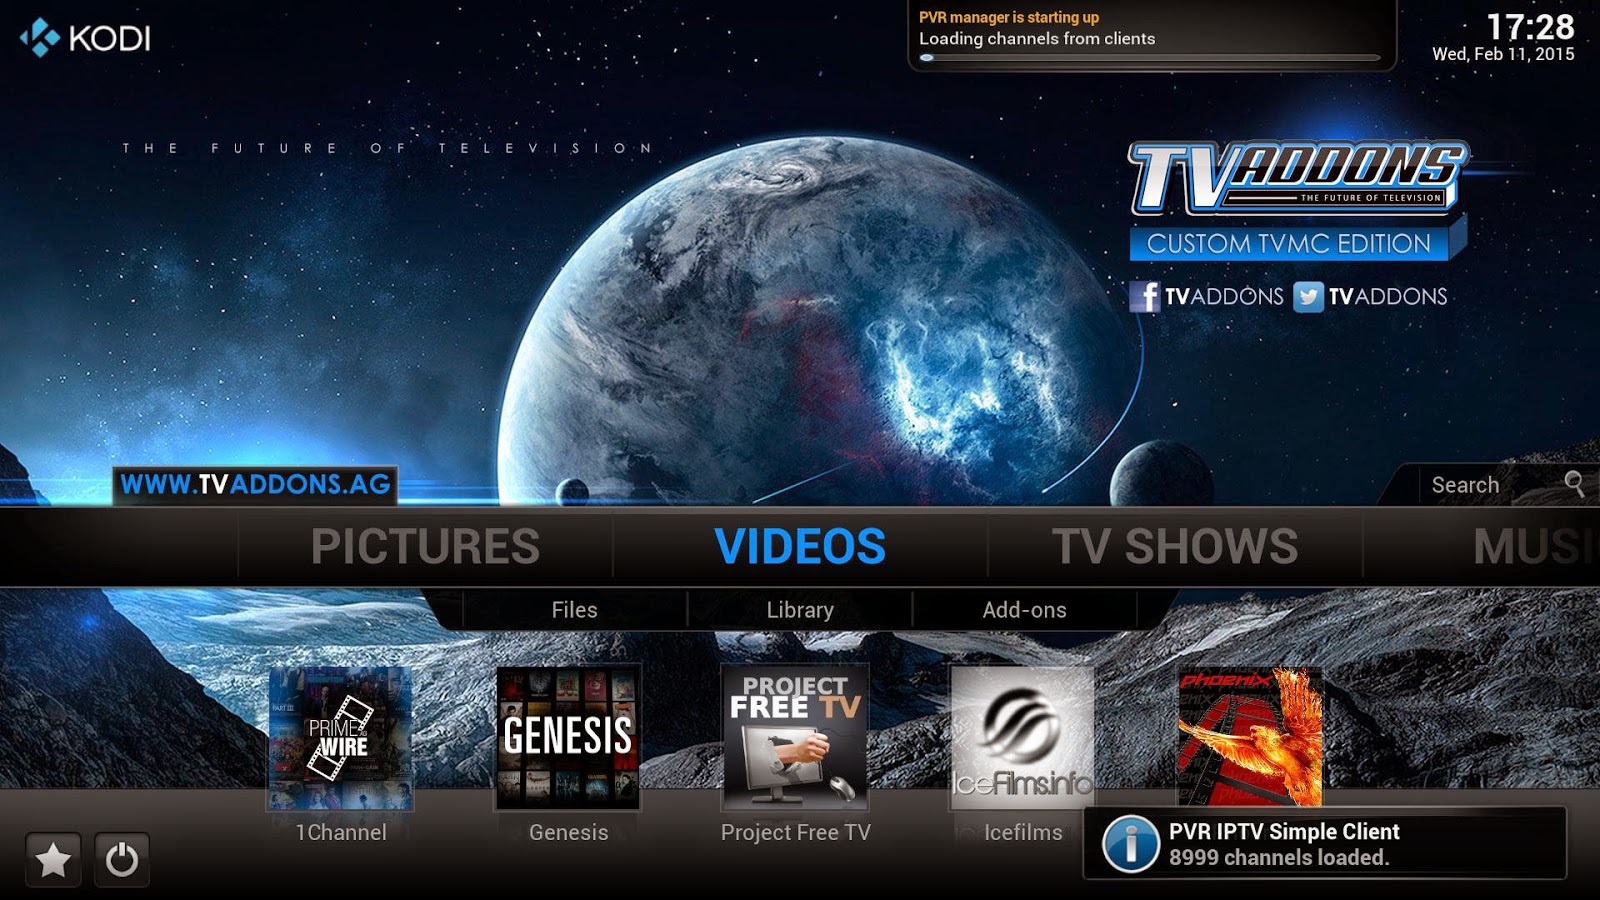 KODI
PVR manager is starting up
Loading channels from clients
17:28
Wed, Feb 11, 2015
THE FUTURE OF TELEVISION
TVADDONS
THE FUTURE OF TELEVISION
CUSTOM TVMC EDITION
f TVADDONS TVADDONS
WWW.TVADDONS.AG
Search
PICTURES VIDEOS TV SHOWS MUSI
Files Library Add-ons
PRIME
WIRE
GENESIS
PROJECT
FREE TV
IceFilms.info
phoenix
1Channel Genesis Project Free TV Icefilms
i PVR IPTV Simple Client
8999 channels loaded.